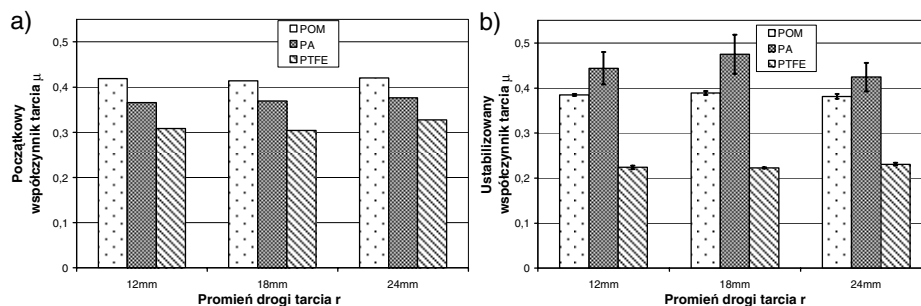 a)
POM
PA
PTFE
0,5
0,4
0,3
0,2
0,1
0
Początkowy
współczynnik tarcia μ
12mm 18mm 24mm
Promień drogi tarcia r
b)
POM
PA
PTFE
0,5
0,4
0,3
0,2
0,1
0
Ustabilizowany
współczynnik tarcia μ
12mm 18mm 24mm
Promień drogi tarcia r